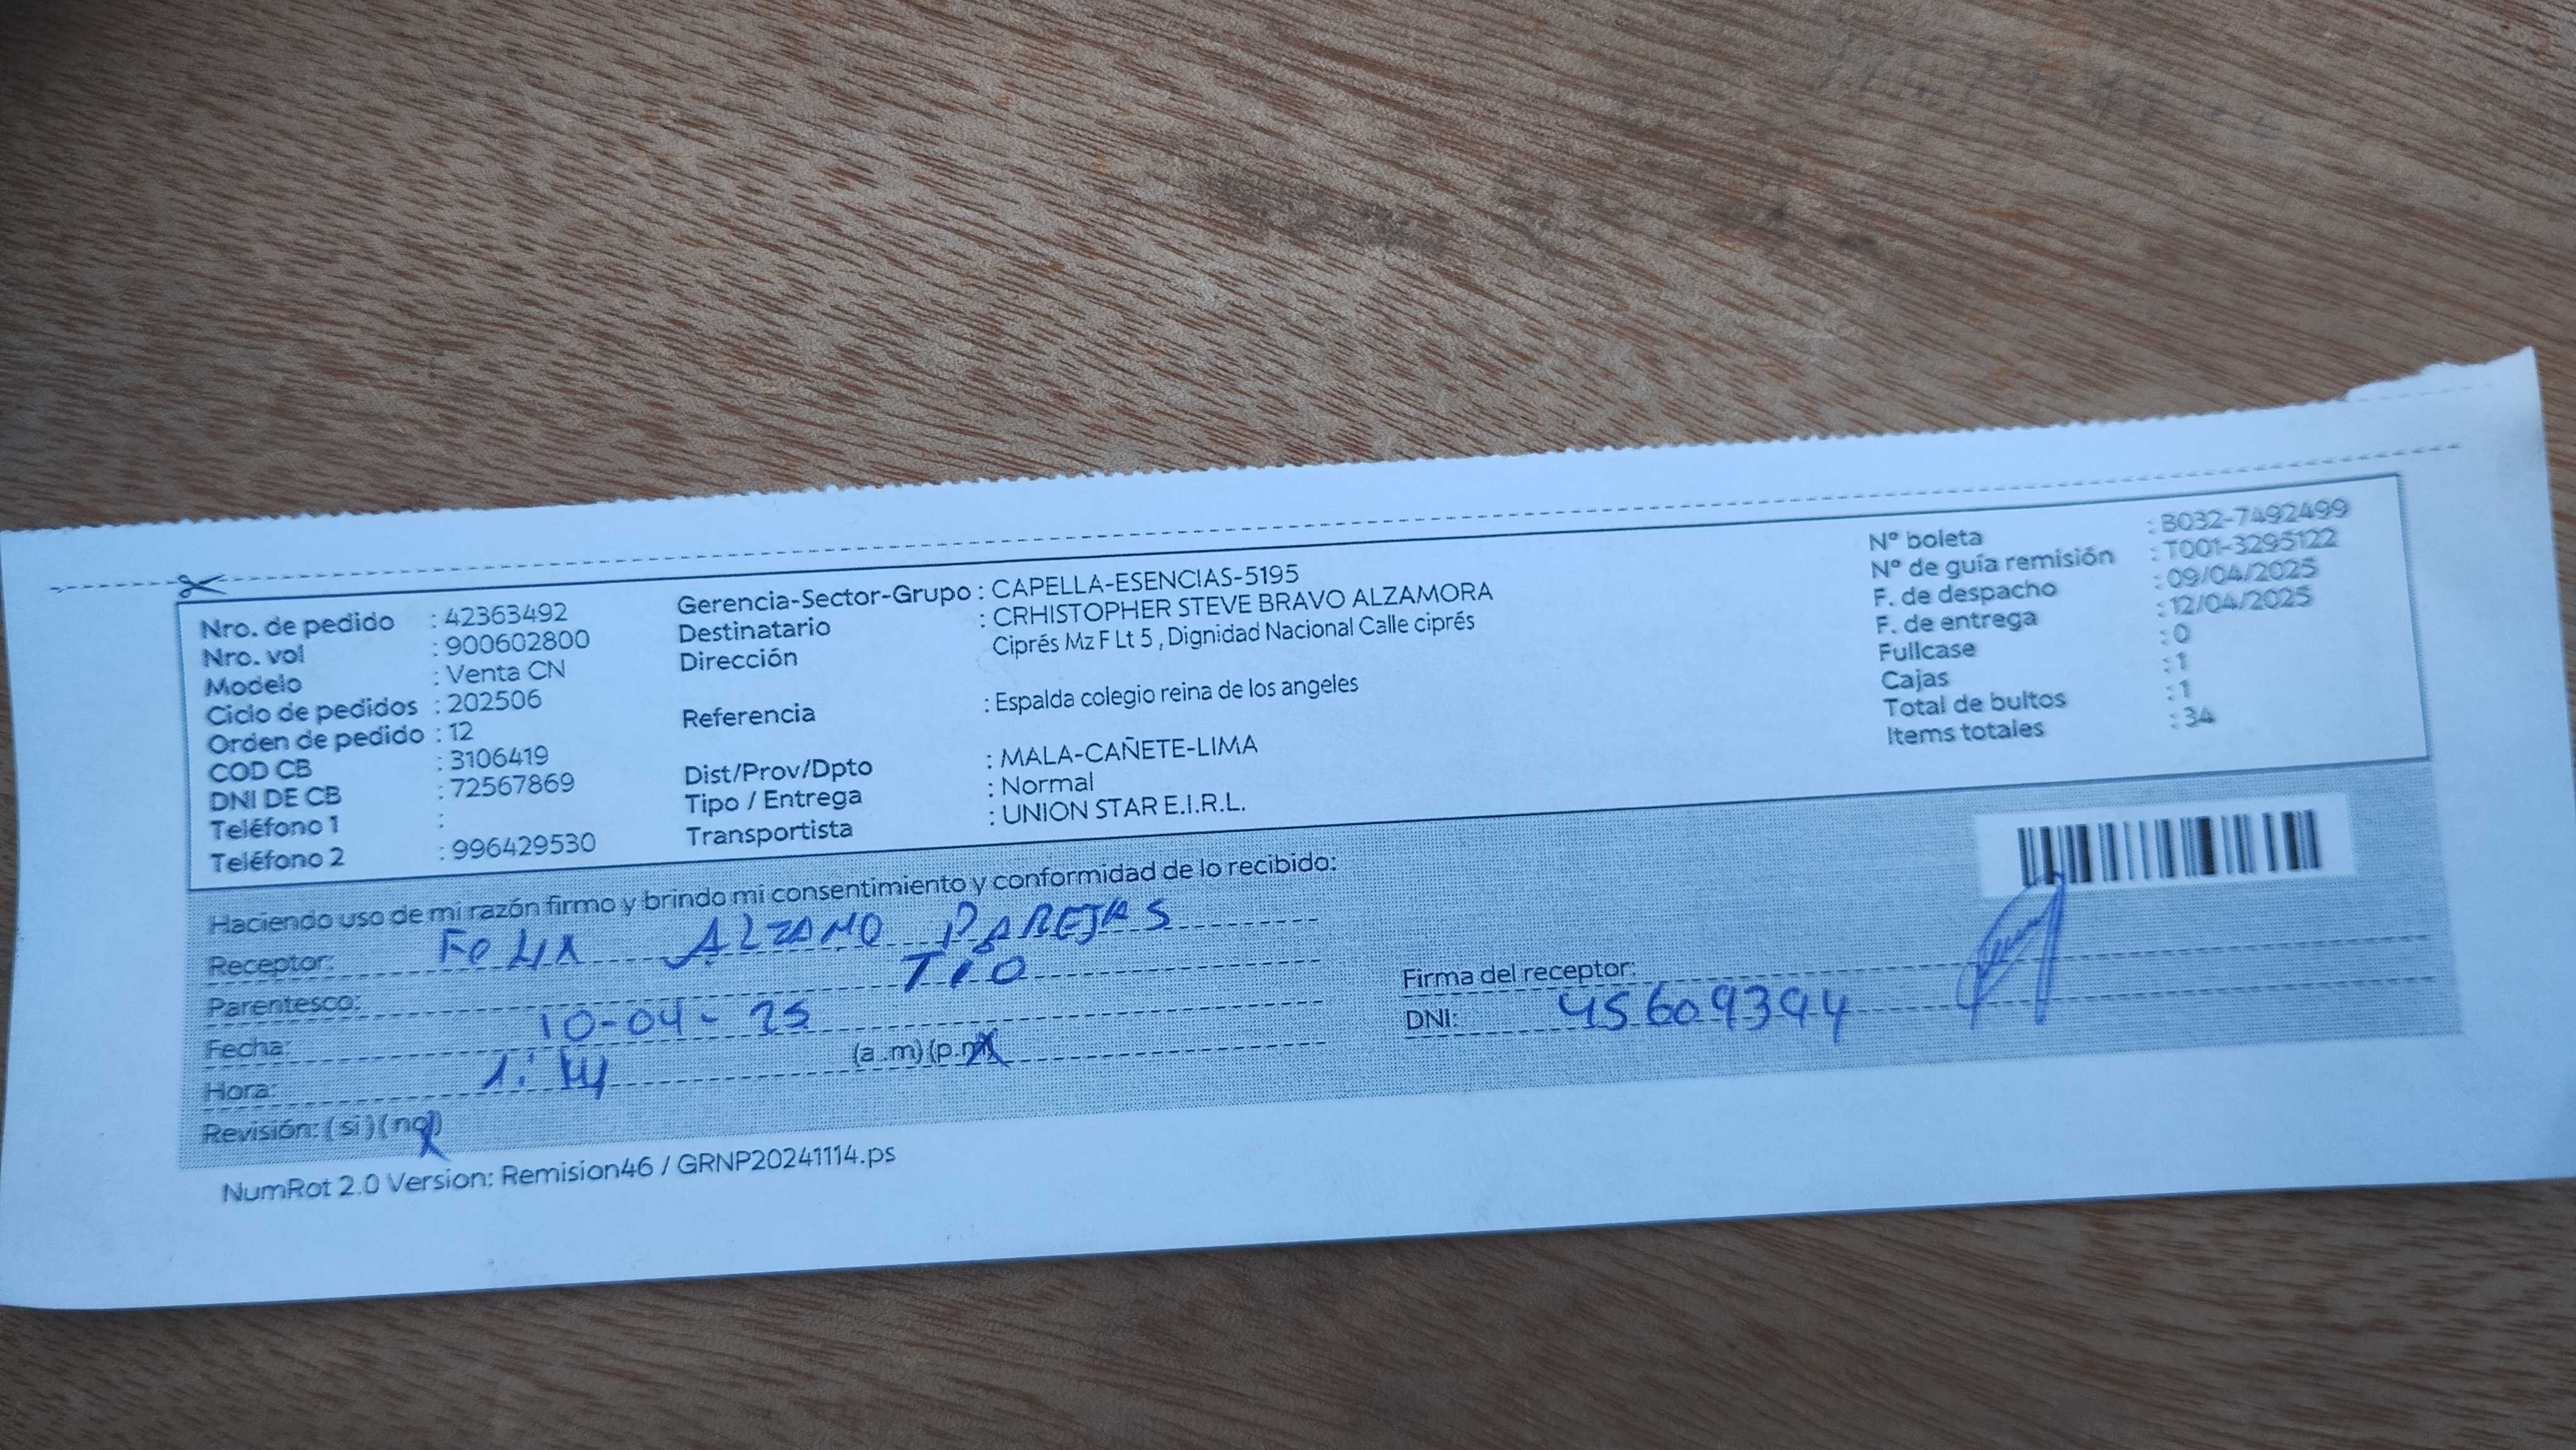 Nro. de pedido : 42363492
Nro. vol : 900602800
Modelo : Venta CN
Ciclo de pedidos : 202506
Orden de pedido : 12
COD CB : 3106419
DNI DE CB : 72567869
Teléfono 1 :
Teléfono 2 : 996429530
Gerencia-Sector-Grupo : CAPELLA-ESENCIAS-5195
Destinatario : CRHISTOPHER STEVE BRAVO ALZAMORA
Dirección Ciprés Mz F Lt 5 , Dignidad Nacional Calle ciprés
Referencia : Espalda colegio reina de los angeles
Dist/Prov/Dpto : MALA-CAÑETE-LIMA
Tipo / Entrega : Normal
Transportista : UNION STAR E.I.R.L.
N° boleta : B032-7492499
N° de guía remisión : T001-3295122
F. de despacho : 09/04/2025
F. de entrega : 12/04/2025
Fullcase : 0
Cajas : 1
Total de bultos : 1
Items totales : 34
Haciendo uso de mi razón firmo y brindo mi consentimiento y conformidad de lo recibido:
Receptor: ALZAMO PAREJAS
Parentesco: TIO
Fecha: 10-04-25
Hora: (a.m) (p.m)
Revisión: (si) (no)
Firma del receptor:
DNI: 45609394
NumRot 2.0 Version: Remision46 / GRNP20241114.ps